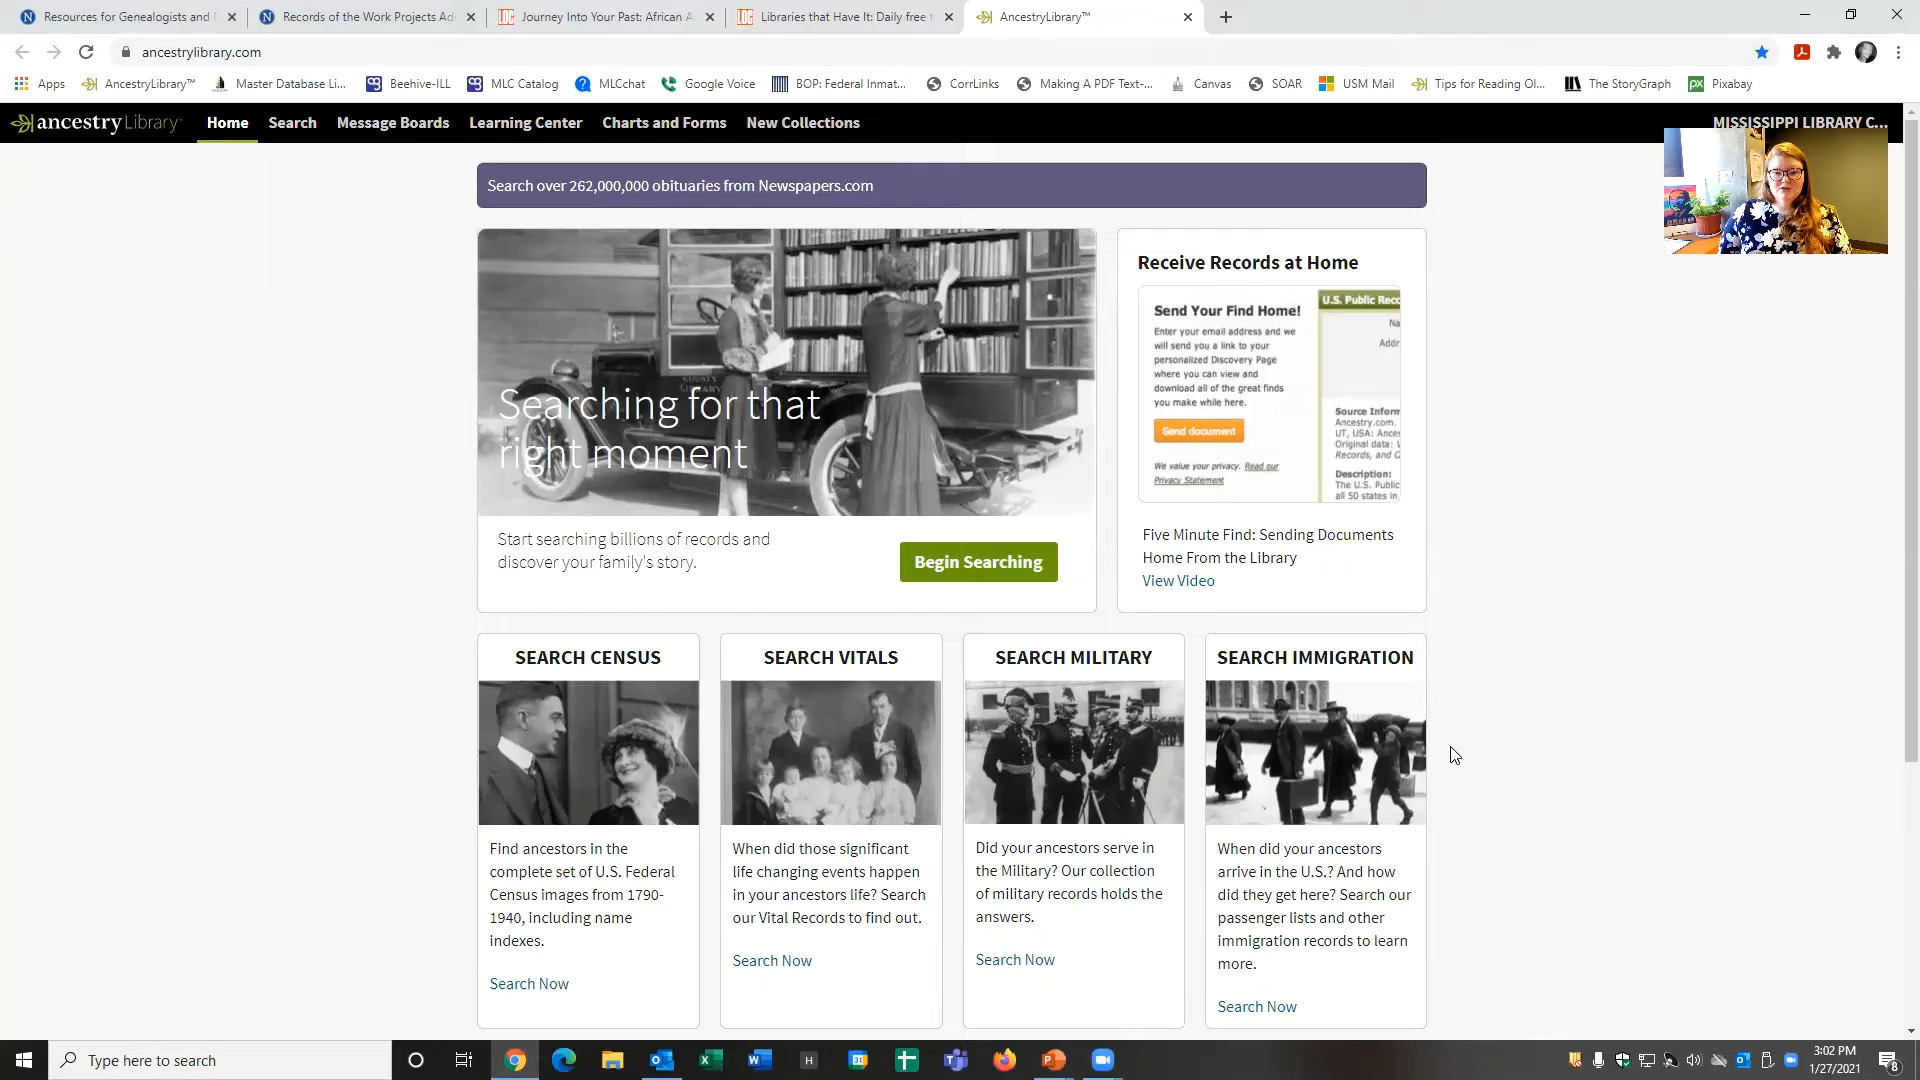 Resources for Genealogists and
Records of the Work Projects Ad
Journey Into Your Past: African A
Libraries that Have It: Daily free t
AncestryLibrary™
ancestrylibrary.com
Apps
AncestryLibrary™
Master Database Li...
Beehive-ILL
MLC Catalog
MLCchat
Google Voice
BOP: Federal Inmat...
CorrLinks
Making A PDF Text-...
Canvas
SOAR
USM Mail
Tips for Reading Ol...
The StoryGraph
Pixabay
ancestryLibrary
Home
Search
Message Boards
Learning Center
Charts and Forms
New Collections
MISSISSIPPI LIBRARY C...
Search over 262,000,000 obituaries from Newspapers.com
Searching for that
right moment
Start searching billions of records and
discover your family's story.
Begin Searching
Receive Records at Home
Send Your Find Home!
Enter your email address and we
will send you a link to your
personalized Discovery Page
where you can view and
download all of the great finds
you make while here.
Send document
We value your privacy. Read our
Privacy Statement
U.S. Public Reco
Na
Addr
Source Inform
Ancestry.com.
UT, USA: Ances
Original data: V
Records, and C
Description:
The U.S. Public
all 50 states in
Five Minute Find: Sending Documents
Home From the Library
View Video
SEARCH CENSUS
Find ancestors in the
complete set of U.S. Federal
Census images from 1790-
1940, including name
indexes.
Search Now
SEARCH VITALS
When did those significant
life changing events happen
in your ancestors life? Search
our Vital Records to find out.
Search Now
SEARCH MILITARY
Did your ancestors serve in
the Military? Our collection
of military records holds the
answers.
Search Now
SEARCH IMMIGRATION
When did your ancestors
arrive in the U.S.? And how
did they get here? Search our
passenger lists and other
immigration records to learn
more.
Search Now
Type here to search
3:02 PM
1/27/2021
8